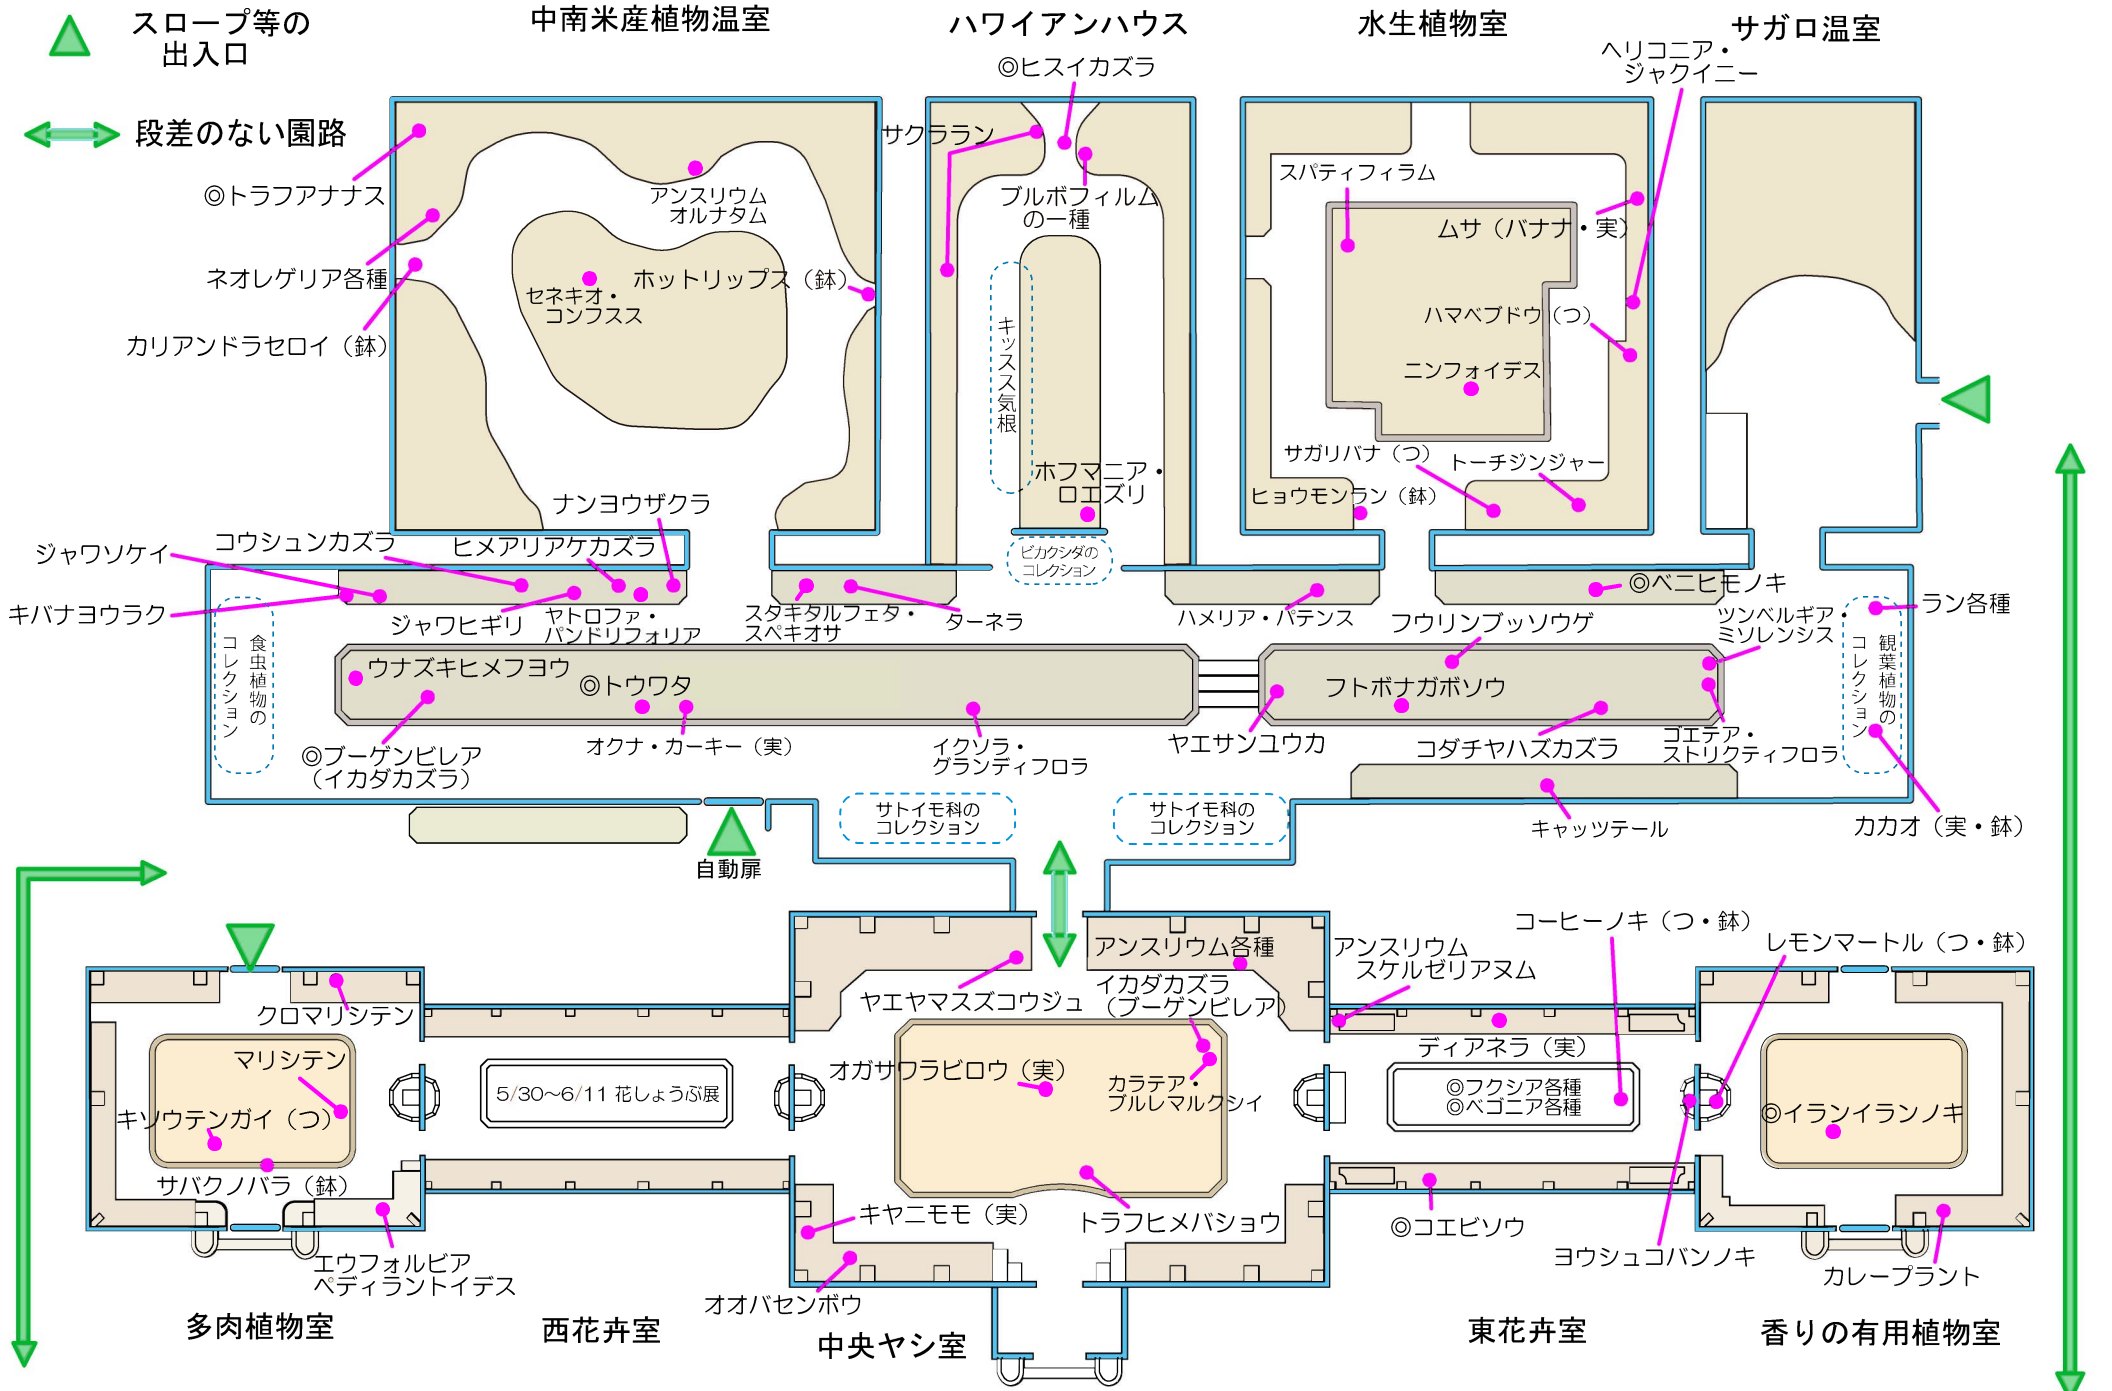 スロープ等の
出入口
段差のない園路
中南米産植物温室
ハワイアンハウス
水生植物室
サガロ温室
◎ヒスイカズラ
ヘリコニア・
ジャクイニー
サクララン
◎トラフアナナス
アンスリウム
オルナタム
ブルボフィルム
の一種
スパティフィラム
ムサ（バナナ・実）
ネオレゲリア各種
セネキオ・
コンフスス
ホットリップス（鉢）
カリアンドラセロイ（鉢）
キッスス気根
ハマベブドウ（つ）
ニンフォイデス
ホフマニア・
ロエズリ
サガリバナ（つ）
トーチジンジャー
ヒョウモンラン（鉢）
ナンヨウザクラ
ジャワソケイ
コウシュンカズラ
ヒメアリアケカズラ
ビカクシダの
コレクション
キバナヨウラク
ジャワヒギリ
ヤトロファ・
パンドリフォリア
スタキタルフェタ・
スペキオサ
ターネラ
ハメリア・パテンス
◎ベニヒモノキ
フウリンブッソウゲ
ツンベルギア・
ミソレンシス
ラン各種
食虫植物の
コレクション
ウナズキヒメフヨウ
◎トウワタ
フトボナガボソウ
観葉植物の
コレクション
◎ブーゲンビレア
（イカダカズラ）
オクナ・カーキー（実）
イクソラ・
グランディフロラ
ヤエサンユウカ
コダチヤハズカズラ
ゴエテア・
ストリクティフロラ
サトイモ科の
コレクション
サトイモ科の
コレクション
キャッツテール
カカオ（実・鉢）
自動扉
アンスリウム各種
アンスリウム
スケルゼリアヌム
コーヒーノキ（つ・鉢）
レモンマートル（つ・鉢）
ヤエヤマスズコウジュ
イカダカズラ
（ブーゲンビレア）
クロマリシテン
マリシテン
キソウテンガイ（つ）
5/30～6/11 花しょうぶ展
オガサワラビロウ（実）
カラテア・
ブルレマルクシイ
ディアネラ（実）
◎フクシア各種
◎ベゴニア各種
◎イランイランノキ
サバクノバラ（鉢）
キヤニモモ（実）
トラフヒメバショウ
◎コエビソウ
ヨウシュコバンノキ
カレープラント
エウフォルビア
ペディラントイデス
オオバセンボウ
多肉植物室
西花卉室
中央ヤシ室
東花卉室
香りの有用植物室